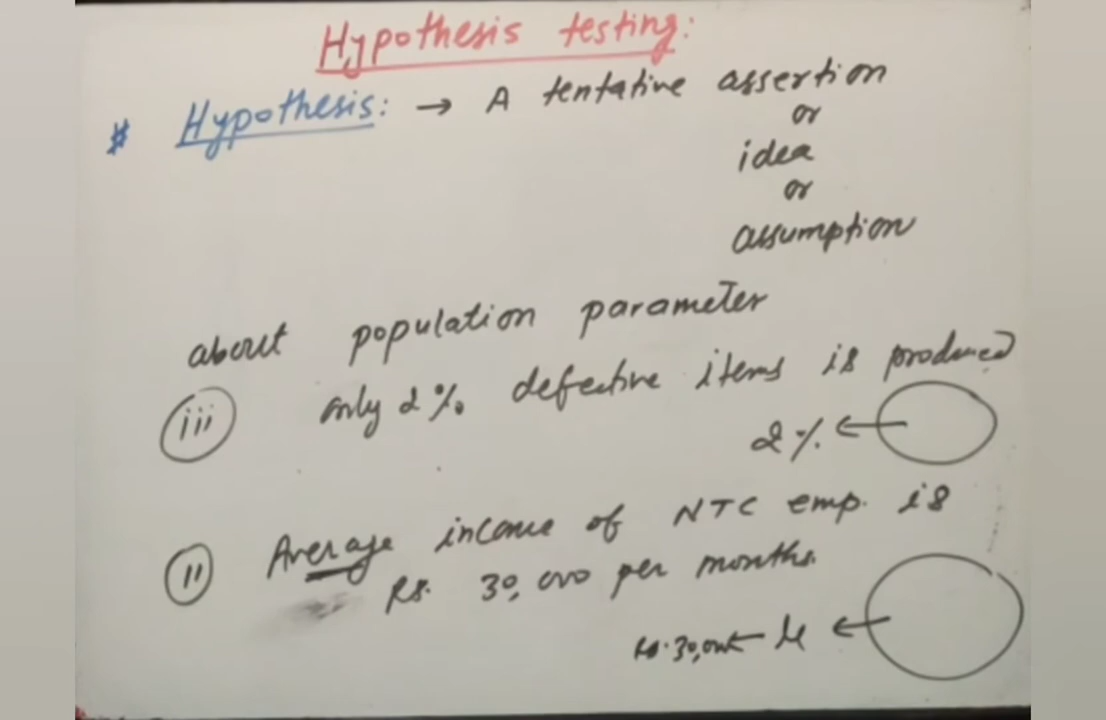 Hypothesis testing:
* Hypothesis: → A tentative assertion
or
idea
or
assumption
about population parameter
iii only 2% defective items is produced
2% ←
ii Average income of NTC emp. is
Rs. 30,000 per months.
Rs. 30,000 ← μ ←